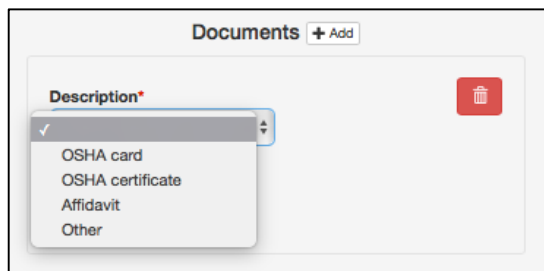 Documents + Add
Description*
✓
OSHA card
OSHA certificate
Affidavit
Other